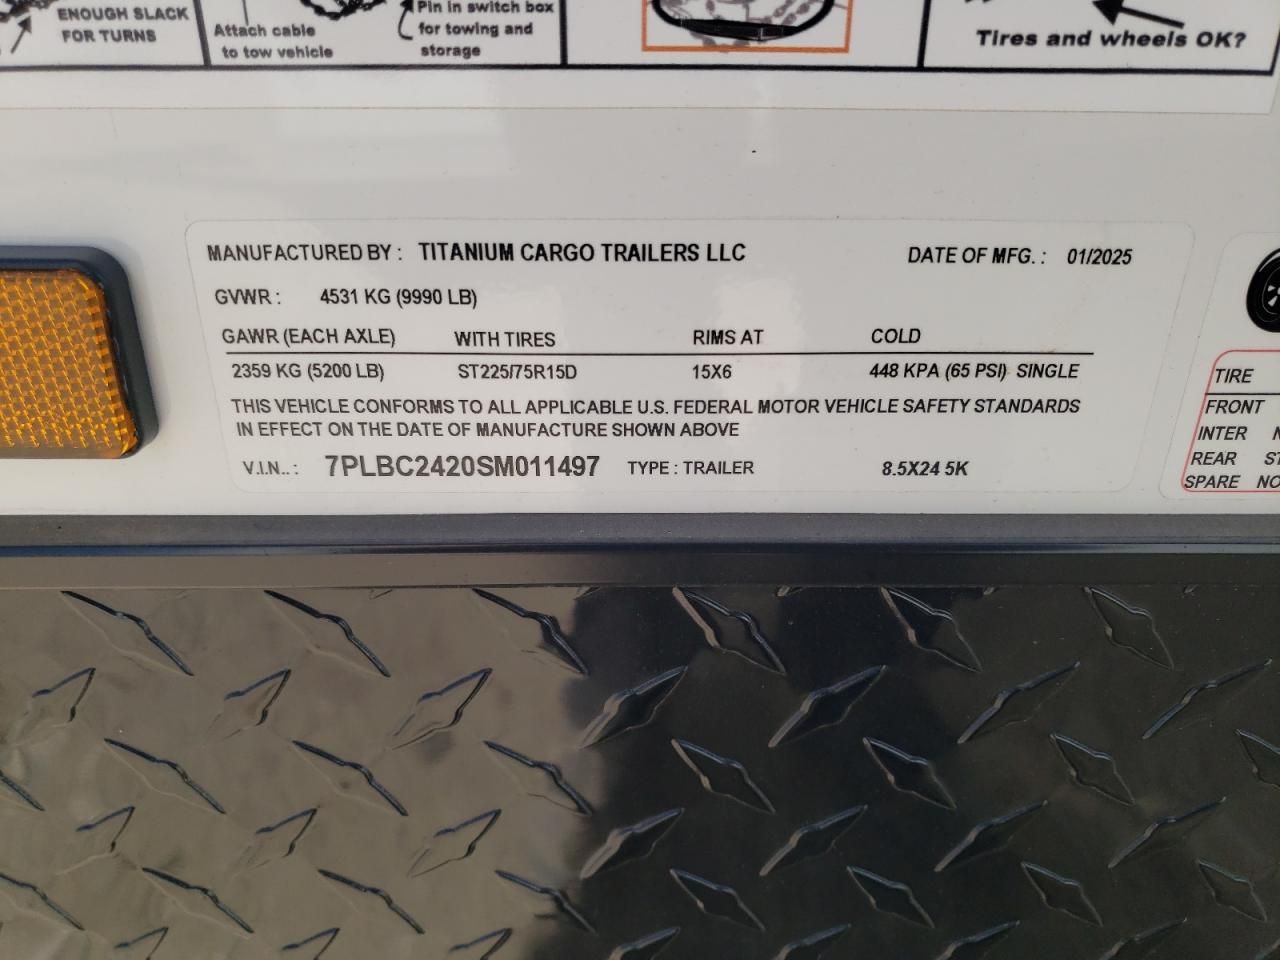 ENOUGH SLACK
FOR TURNS
Attach cable
to tow vehicle
Pin in switch box
for towing and
storage
Tires and wheels OK?
MANUFACTURED BY : TITANIUM CARGO TRAILERS LLC DATE OF MFG. : 01/2025
GVWR : 4531 KG (9990 LB)
GAWR (EACH AXLE) WITH TIRES RIMS AT COLD
2359 KG (5200 LB) ST225/75R15D 15X6 448 KPA (65 PSI) SINGLE
THIS VEHICLE CONFORMS TO ALL APPLICABLE U.S. FEDERAL MOTOR VEHICLE SAFETY STANDARDS
IN EFFECT ON THE DATE OF MANUFACTURE SHOWN ABOVE
V.I.N..: 7PLBC2420SM011497 TYPE : TRAILER 8.5X24 5K
TIRE
FRONT
INTER N
REAR ST
SPARE NO